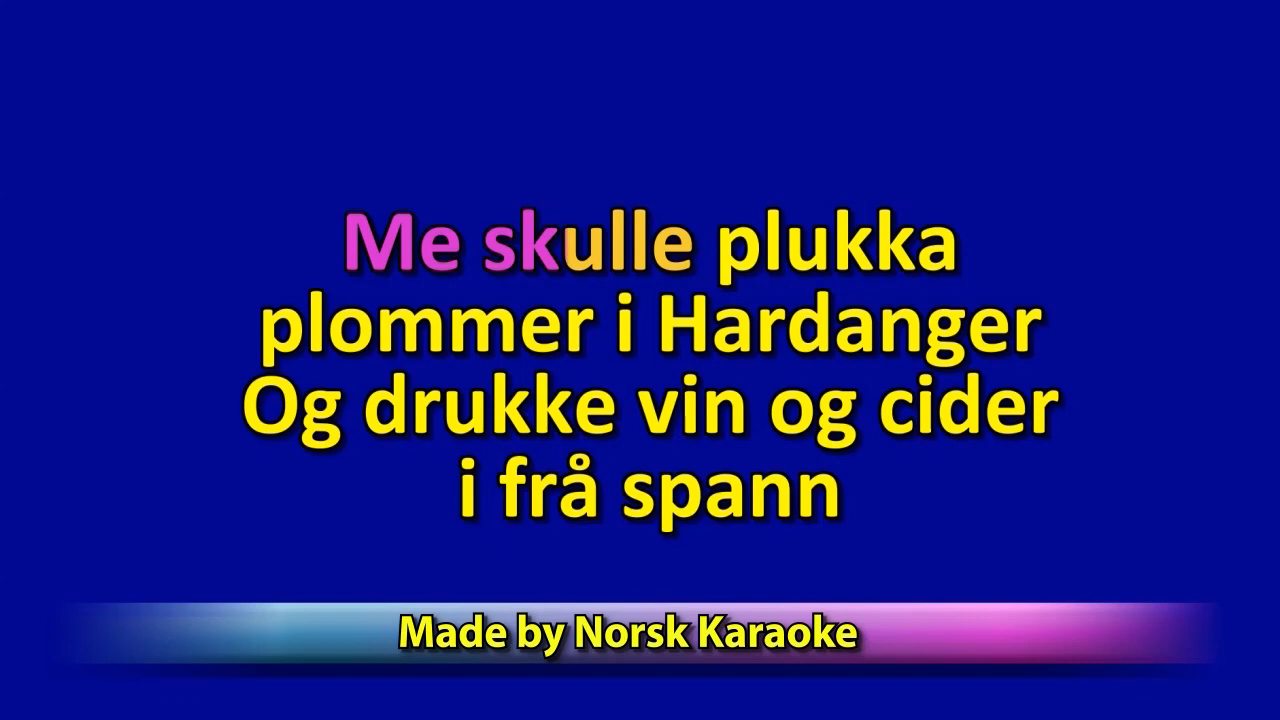 Me skulle plukka
plommer i Hardanger
Og drukke vin og cider
i frå spann
Made by Norsk Karaoke